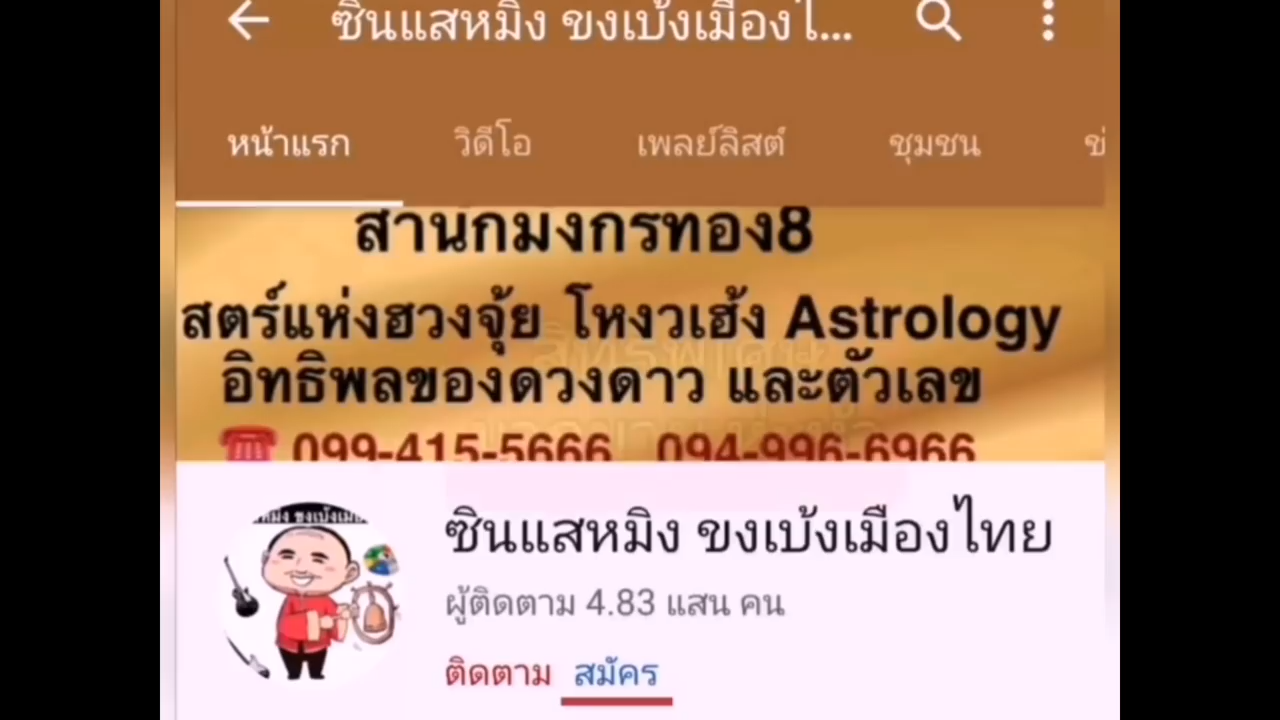 ซินแสหมิง ขงเบ้งเมืองไ...
หน้าแรก วิดีโอ เพลย์ลิสต์ ชุมชน
สำนักมังกรทอง8
สตร์แห่งฮวงจุ้ย โหงวเฮ้ง Astrology
อิทธิพลของดวงดาว และตัวเลข
099-415-5666 094-996-6966
ซินแสหมิง ขงเบ้งเมืองไทย
ผู้ติดตาม 4.83 แสน คน
ติดตาม สมัคร